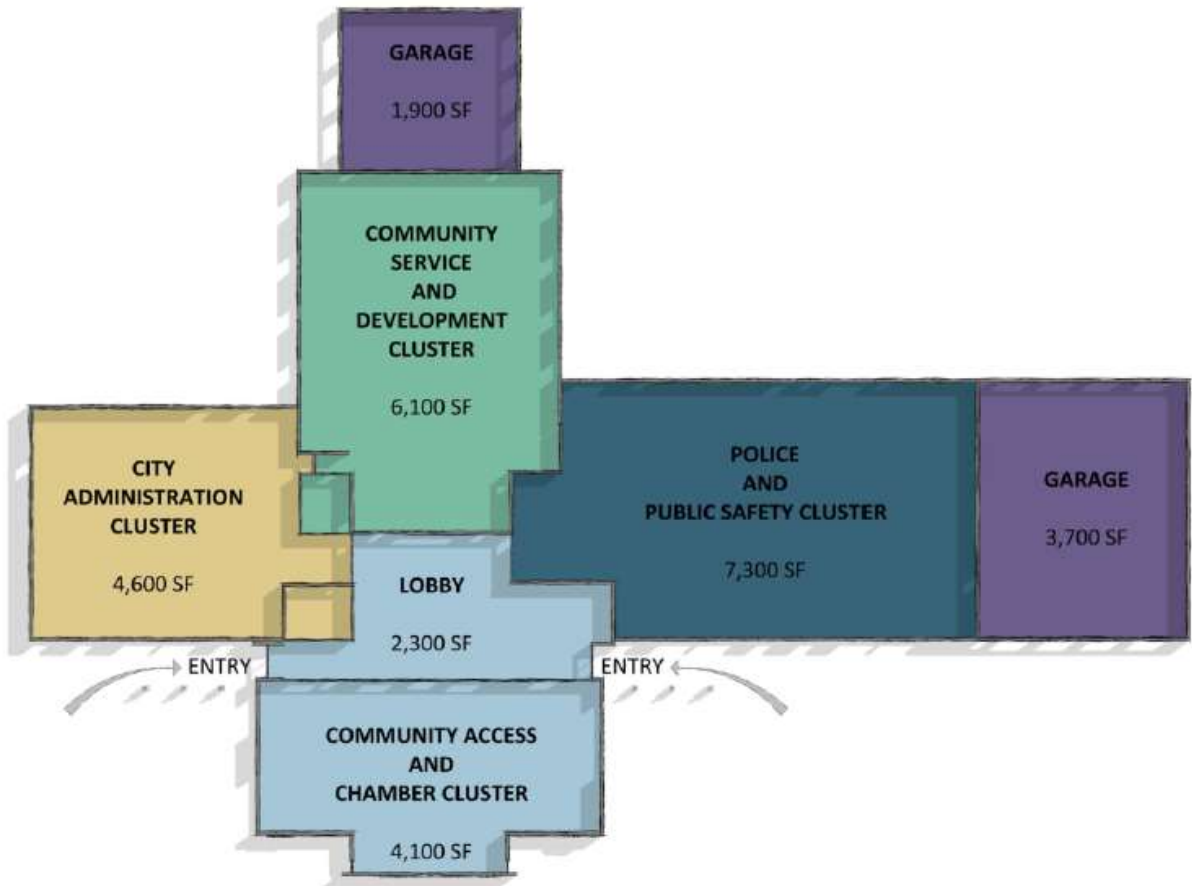 GARAGE
1,900 SF
COMMUNITY
SERVICE
AND
DEVELOPMENT
CLUSTER
6,100 SF
CITY
ADMINISTRATION
CLUSTER
4,600 SF
POLICE
AND
PUBLIC SAFETY CLUSTER
7,300 SF
GARAGE
3,700 SF
LOBBY
2,300 SF
ENTRY
ENTRY
COMMUNITY ACCESS
AND
CHAMBER CLUSTER
4,100 SF